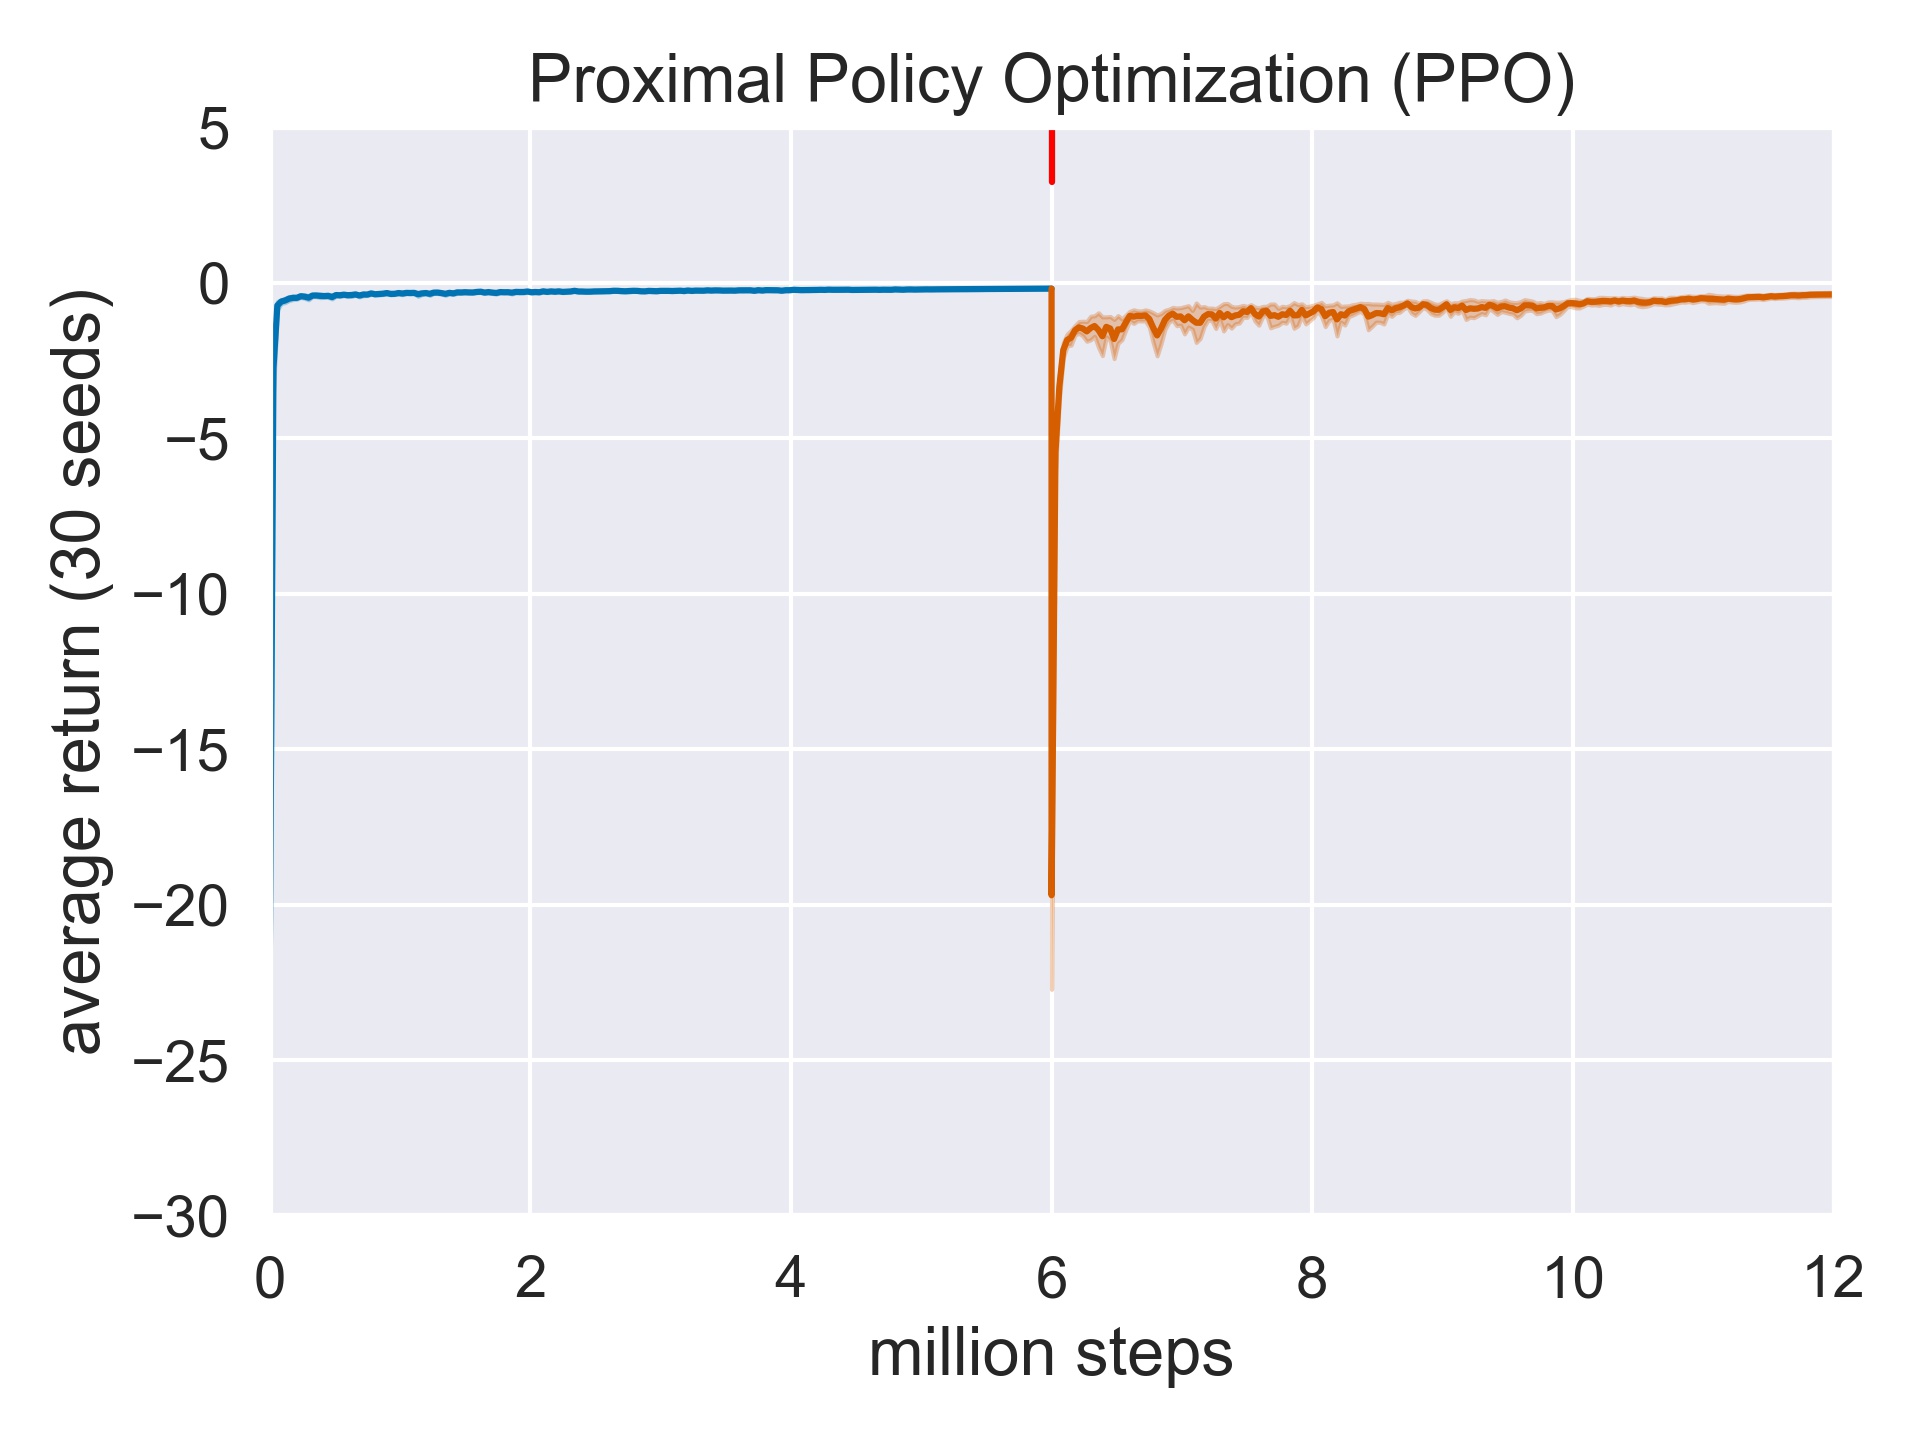 Proximal Policy Optimization (PPO)
5
0
−5
−10
−15
−20
−25
−30
average return (30 seeds)
0 2 4 6 8 10 12
million steps